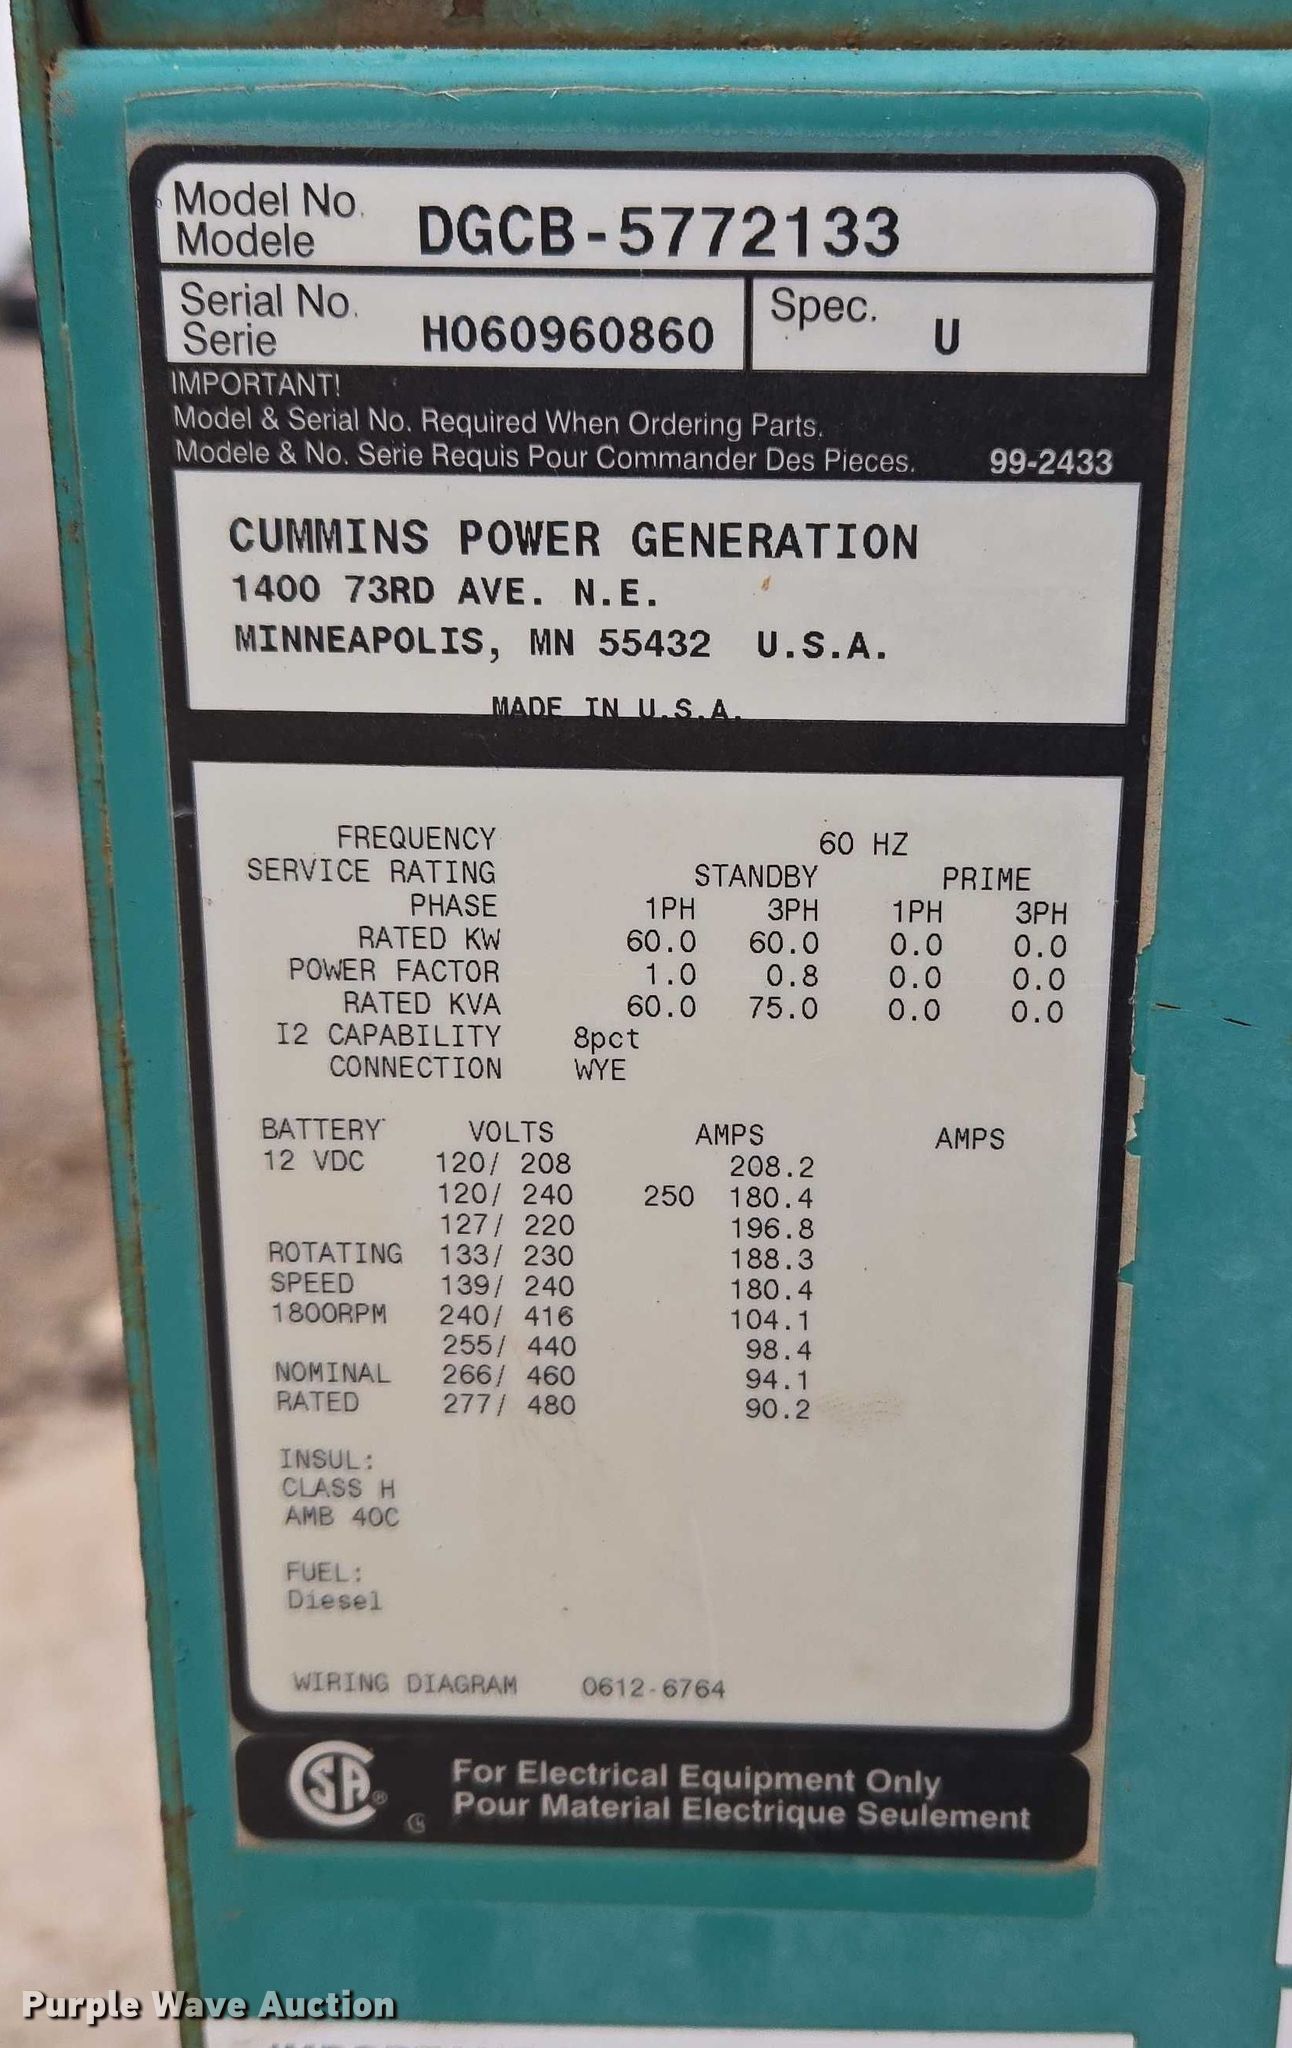 Model No.
Modele
DGCB-5772133
Serial No.
Serie
H060960860
Spec.
U
IMPORTANT!
Model & Serial No. Required When Ordering Parts.
Modele & No. Serie Requis Pour Commander Des Pieces. 99-2433
CUMMINS POWER GENERATION
1400 73RD AVE. N.E.
MINNEAPOLIS, MN 55432 U.S.A.
MADE IN U.S.A.
FREQUENCY 60 HZ
SERVICE RATING STANDBY PRIME
PHASE 1PH 3PH 1PH 3PH
RATED KW 60.0 60.0 0.0 0.0
POWER FACTOR 1.0 0.8 0.0 0.0
RATED KVA 60.0 75.0 0.0 0.0
I2 CAPABILITY 8pct
CONNECTION WYE
BATTERY VOLTS AMPS AMPS
12 VDC 120/ 208 208.2
120/ 240 250 180.4
127/ 220 196.8
ROTATING 133/ 230 188.3
SPEED 139/ 240 180.4
1800RPM 240/ 416 104.1
255/ 440 98.4
NOMINAL 266/ 460 94.1
RATED 277/ 480 90.2
INSUL:
CLASS H
AMB 40C
FUEL:
Diesel
WIRING DIAGRAM 0612-6764
CSA ®
For Electrical Equipment Only
Pour Material Electrique Seulement
Purple Wave Auction